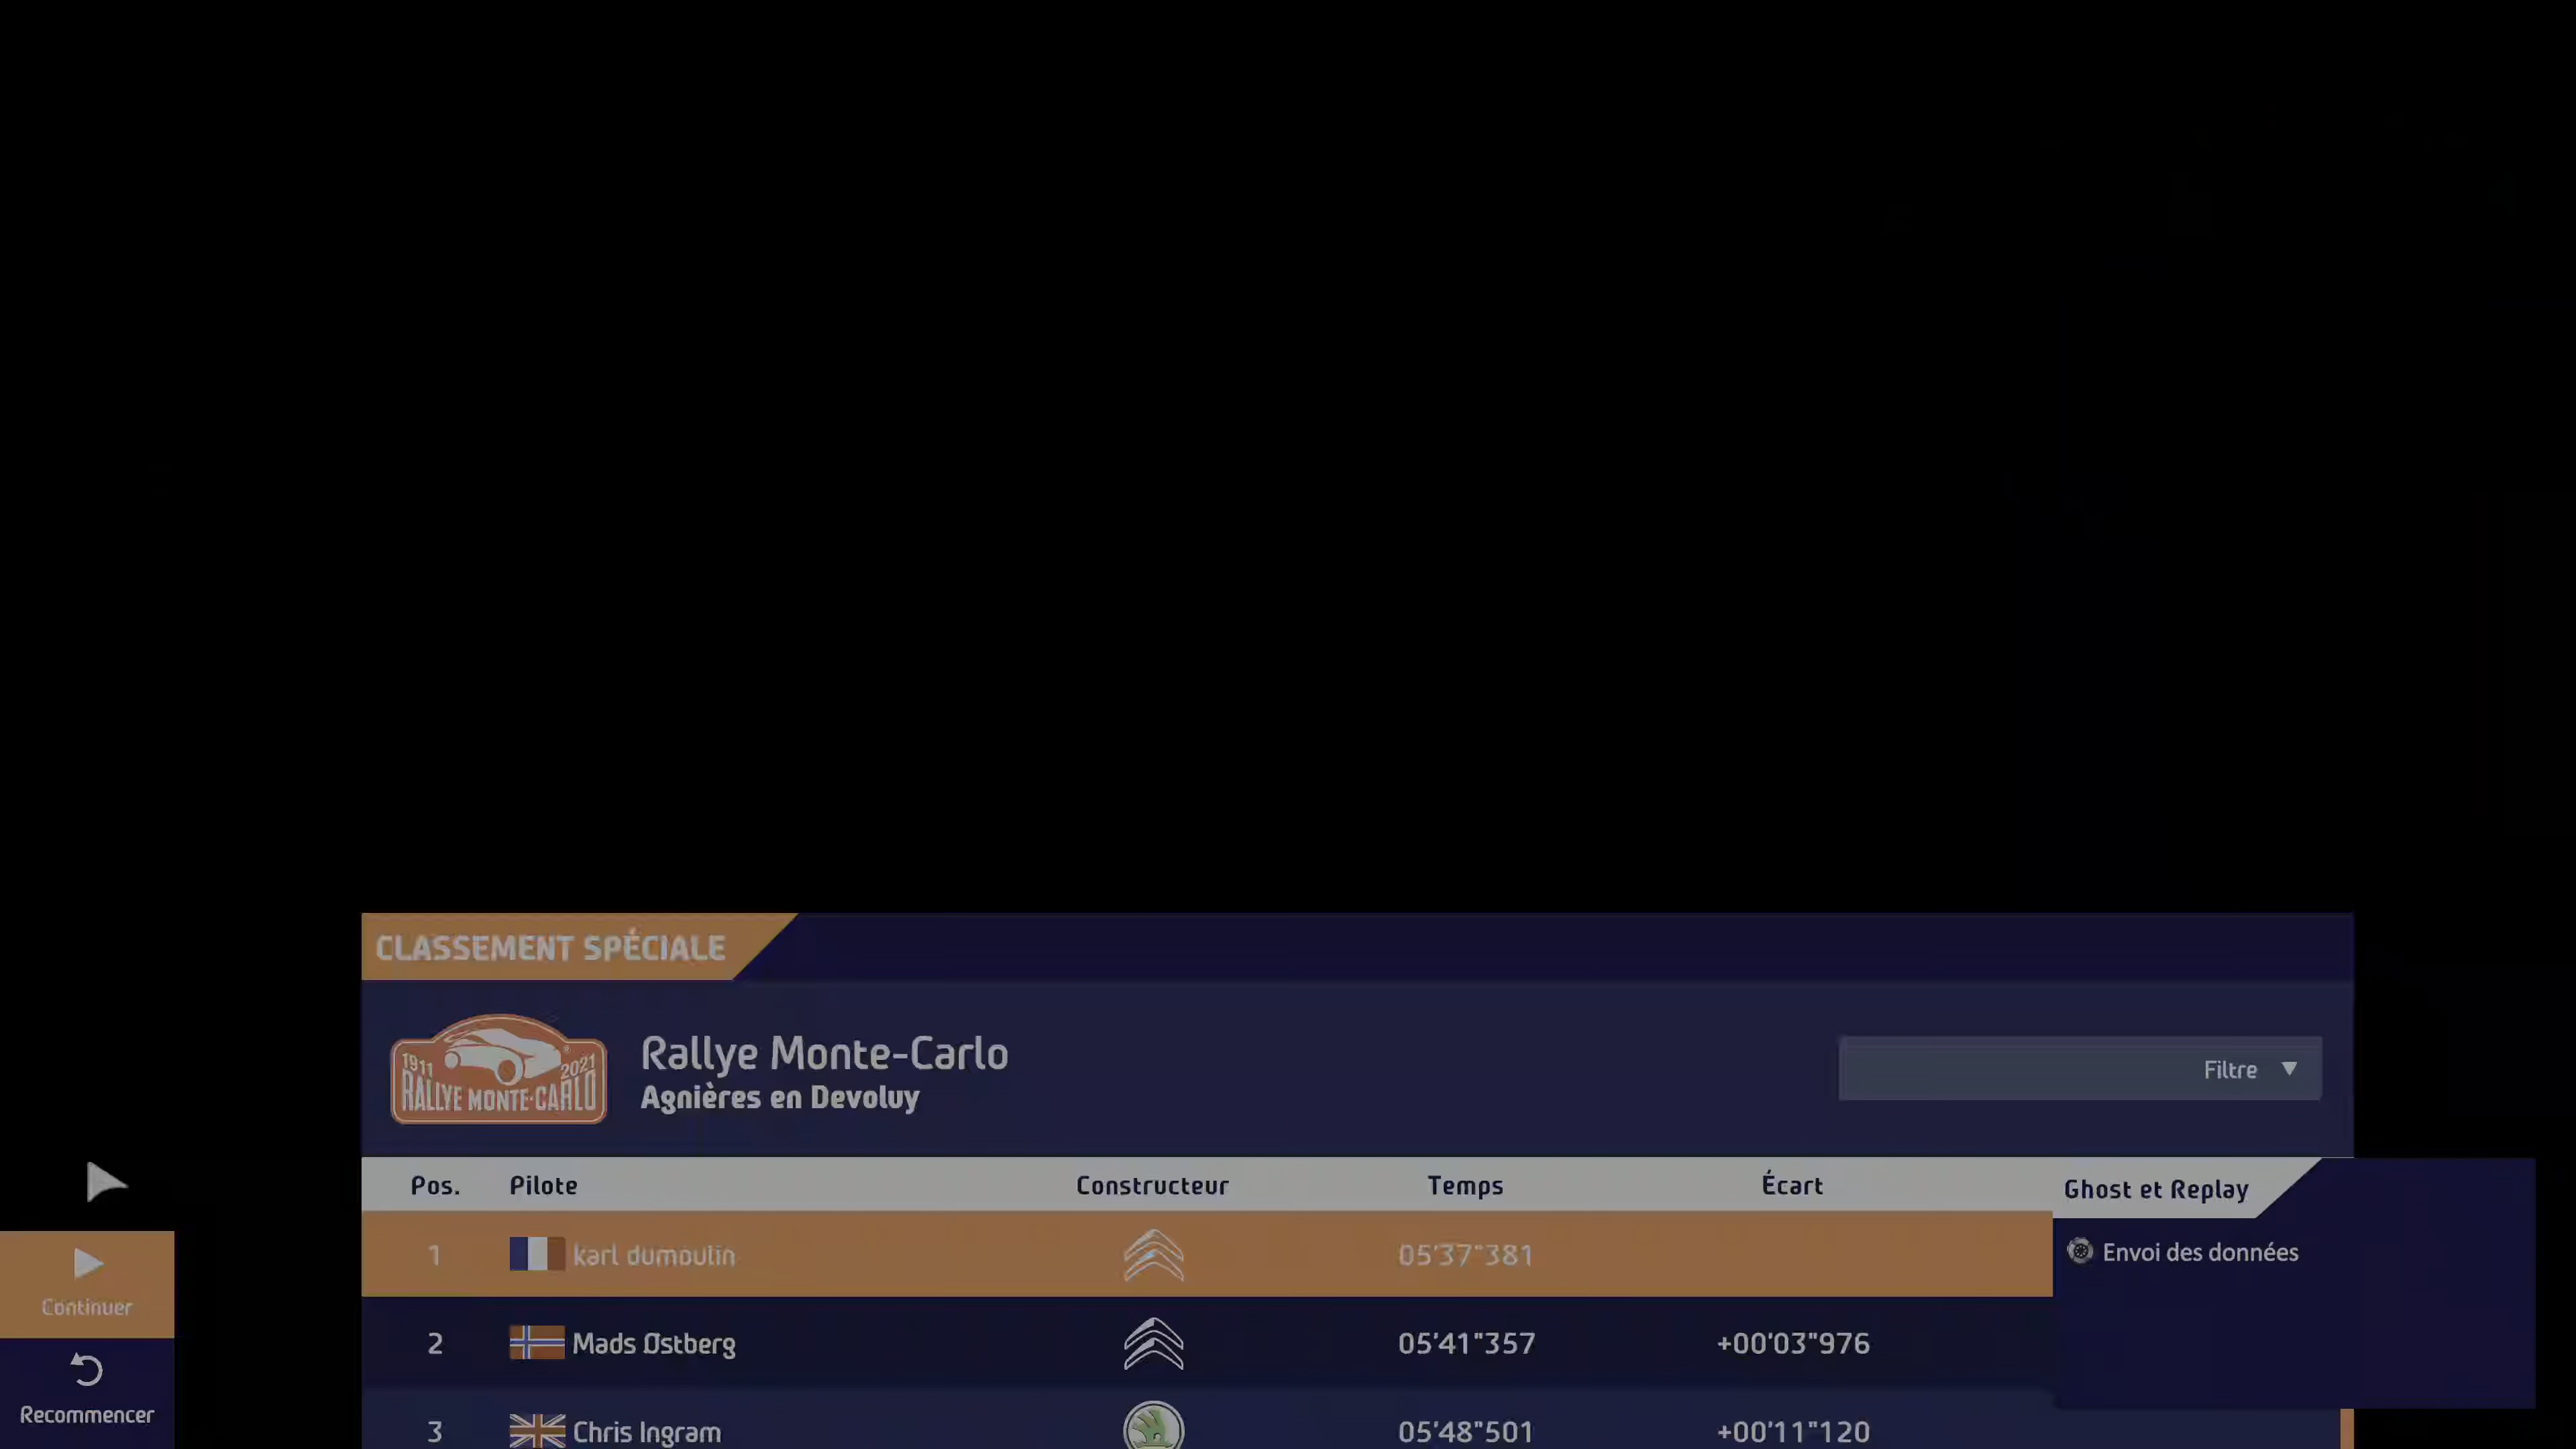 CLASSEMENT SPÉCIALE
1911 2021
RALLYE MONTE-CARLO
Rallye Monte-Carlo
Agnières en Devoluy
Filtre
Pos. Pilote Constructeur Temps Écart Ghost et Replay
1 karl dumoulin 05'37"381
Envoi des données
2 Mads Østberg 05'41"357 +00'03"976
3 Chris Ingram 05'48"501 +00'11"120
Continuer
Recommencer